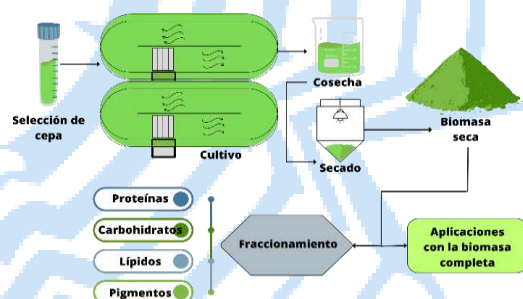 Selección de
cepa
Cultivo
Cosecha
Secado
Biomasa
seca
Proteínas
Carbohidratos
Lípidos
Pigmentos
Fraccionamiento
Aplicaciones
con la biomasa
completa